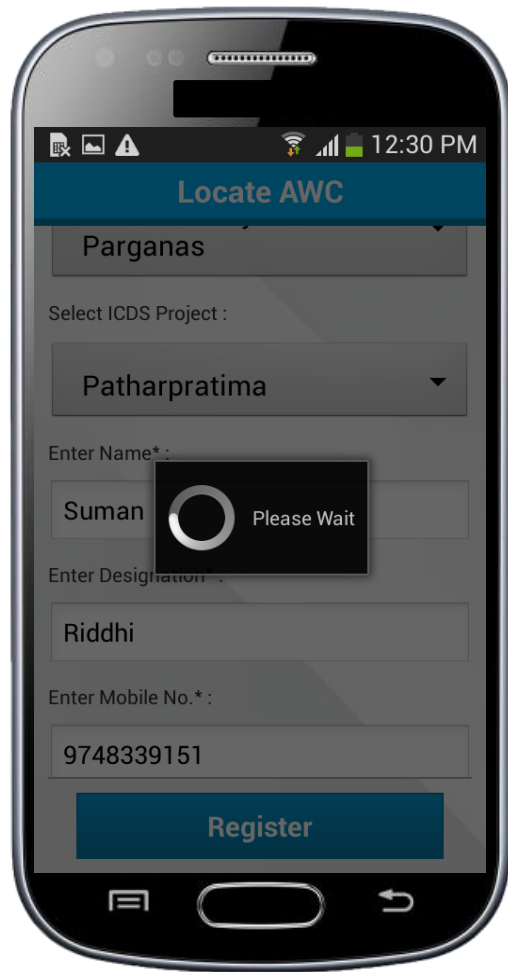 12:30 PM
Locate AWC
Parganas
Select ICDS Project :
Patharpratima
Enter Name* :
Suman
Please Wait
Enter Designation* :
Riddhi
Enter Mobile No.* :
9748339151
Register